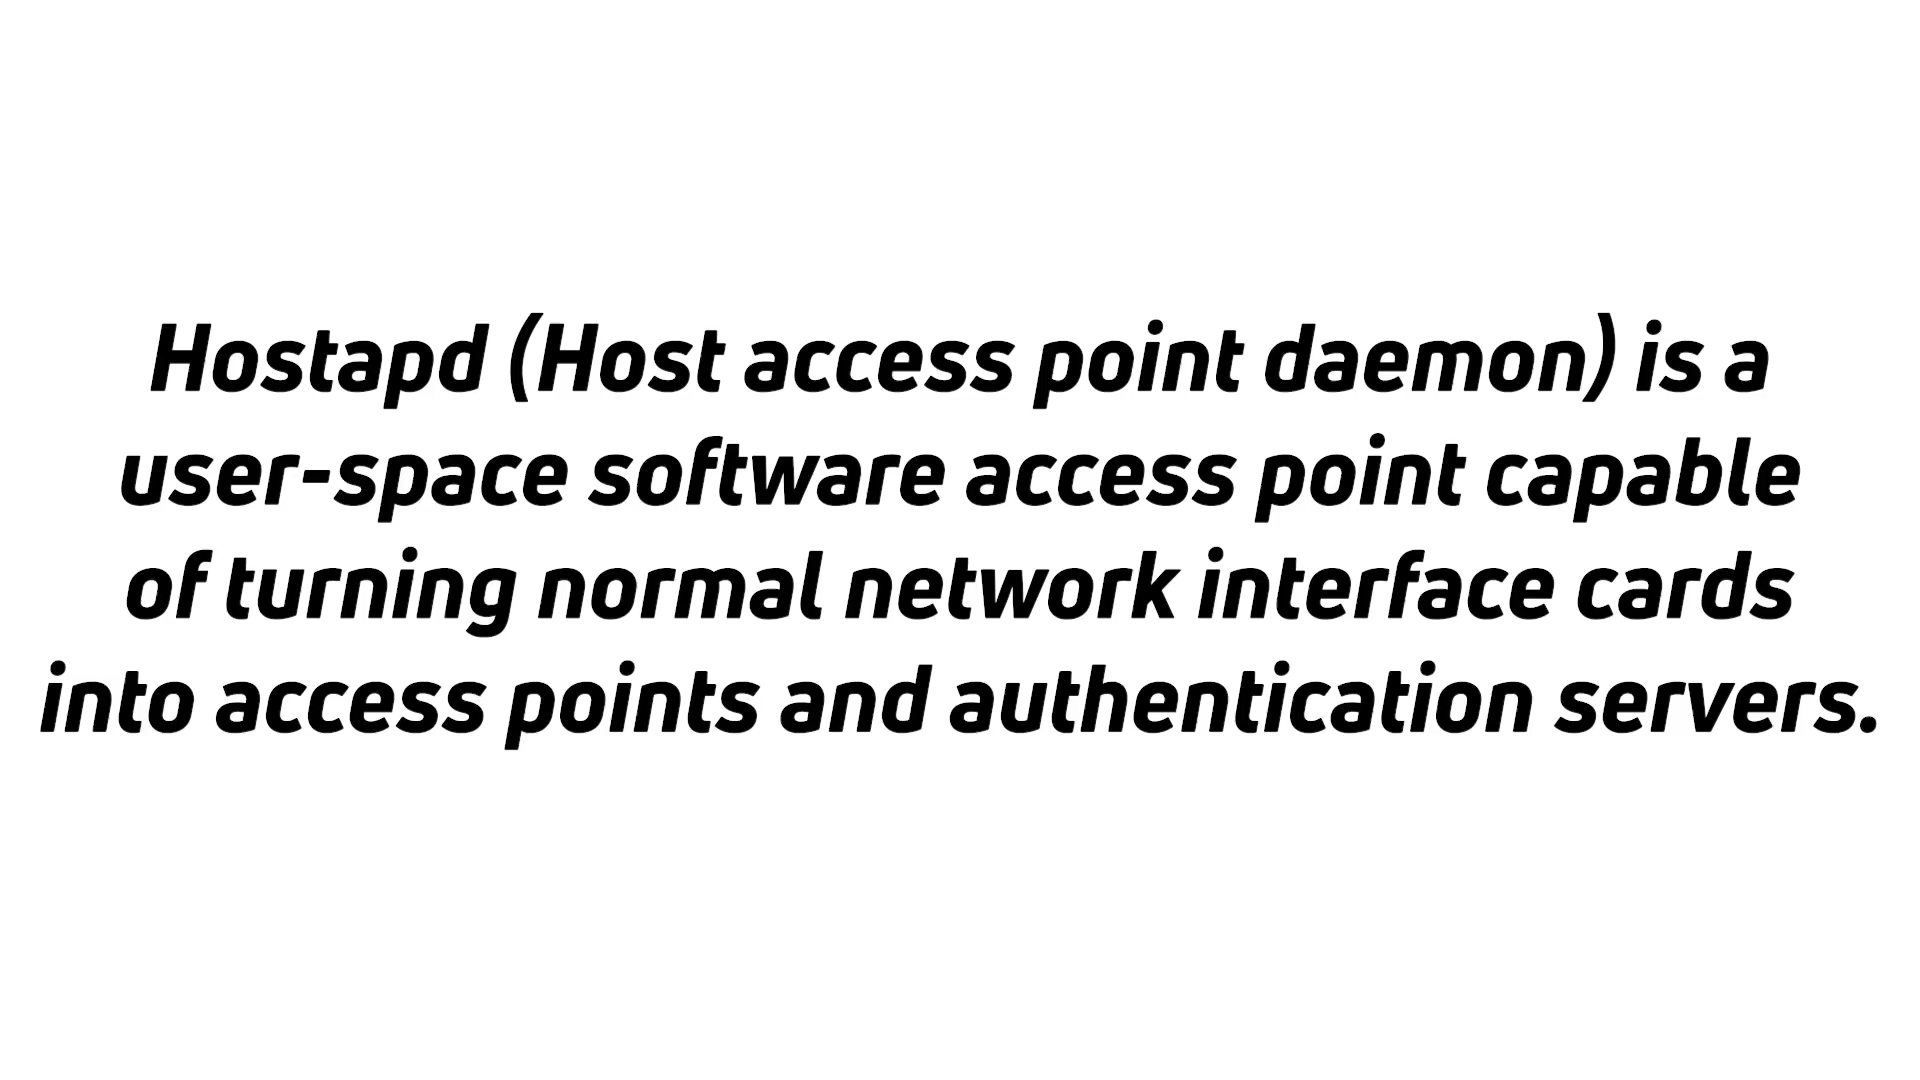 Hostapd (Host access point daemon) is a
user-space software access point capable
of turning normal network interface cards
into access points and authentication servers.